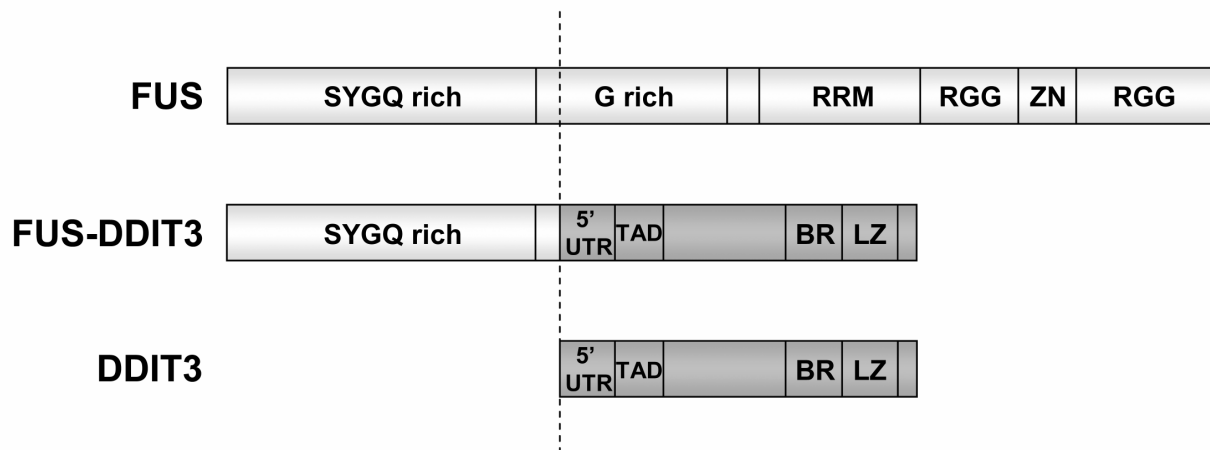 FUS SYGQ rich G rich RRM RGG ZN RGG
FUS-DDIT3 SYGQ rich 5’ UTR TAD BR LZ
DDIT3 5’ UTR TAD BR LZ